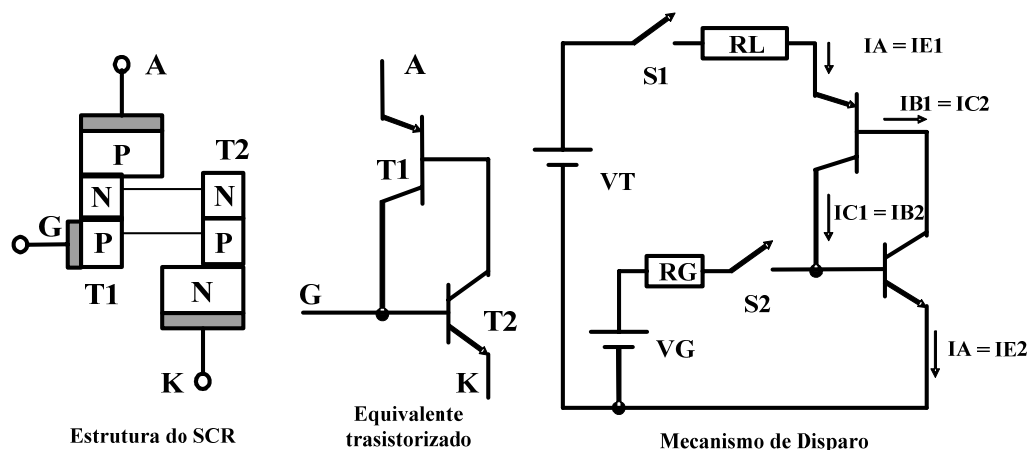 A
P
T2
N
N
G
P
P
T1
N
K
Estrutura do SCR
A
T1
G
T2
K
Equivalente
trasistorizado
S1
RL
IA = IE1
IB1 = IC2
VT
IC1 = IB2
RG
S2
VG
IA = IE2
Mecanismo de Disparo